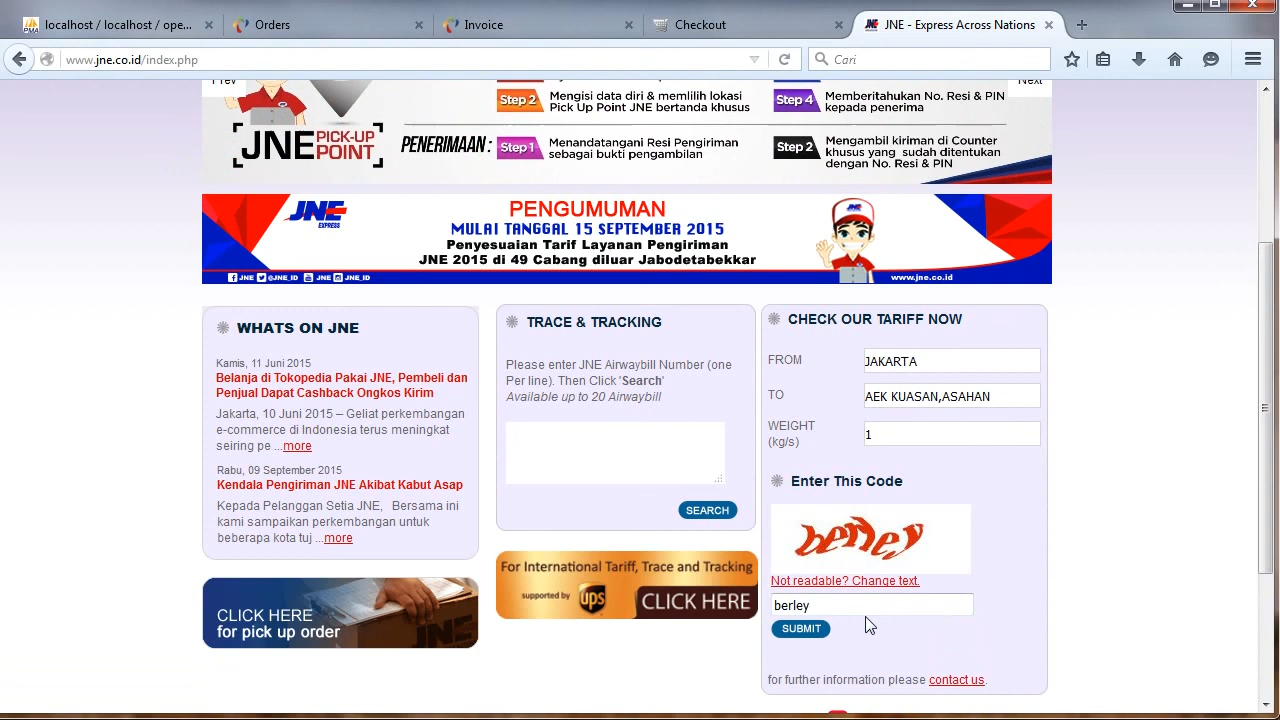 localhost / localhost / ope...
Orders
Invoice
Checkout
JNE - Express Across Nations
www.jne.co.id/index.php
Cari
Prev
Next
Step 2
Mengisi data diri & memlilih lokasi
Pick Up Point JNE bertanda khusus
Step 4
Memberitahukan No. Resi & PIN
kepada penerima
JNE PICK-UP POINT
PENERIMAAN :
Step 1
Menandatangani Resi Pengiriman
sebagai bukti pengambilan
Step 2
Mengambil kiriman di Counter
khusus yang sudah ditentukan
dengan No. Resi & PIN
JNE
EXPRESS
PENGUMUMAN
MULAI TANGGAL 15 SEPTEMBER 2015
Penyesuaian Tarif Layanan Pengiriman
JNE 2015 di 49 Cabang diluar Jabodetabekkar
JNE @JNE_ID JNE JNE_ID
www.jne.co.id
WHATS ON JNE
Kamis, 11 Juni 2015
Belanja di Tokopedia Pakai JNE, Pembeli dan
Penjual Dapat Cashback Ongkos Kirim
Jakarta, 10 Juni 2015 – Geliat perkembangan
e-commerce di Indonesia terus meningkat
seiring pe ...more
Rabu, 09 September 2015
Kendala Pengiriman JNE Akibat Kabut Asap
Kepada Pelanggan Setia JNE, Bersama ini
kami sampaikan perkembangan untuk
beberapa kota tuj ...more
CLICK HERE
for pick up order
TRACE & TRACKING
Please enter JNE Airwaybill Number (one
Per line). Then Click 'Search'
Available up to 20 Airwaybill
SEARCH
For International Tariff, Trace and Tracking
supported by ups CLICK HERE
CHECK OUR TARIFF NOW
FROM
JAKARTA
TO
AEK KUASAN,ASAHAN
WEIGHT
(kg/s)
1
Enter This Code
berley
Not readable? Change text.
berley
SUBMIT
for further information please contact us.